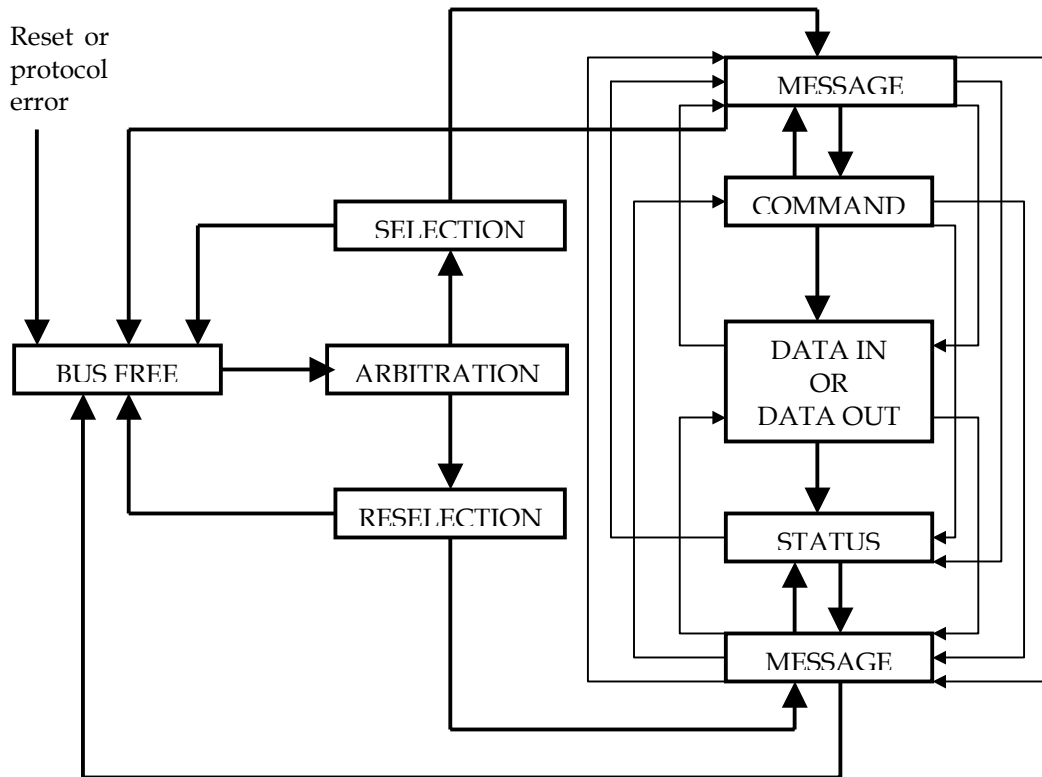 Reset or
protocol
error
MESSAGE
COMMAND
SELECTION
BUS FREE
ARBITRATION
DATA IN
OR
DATA OUT
RESELECTION
STATUS
MESSAGE